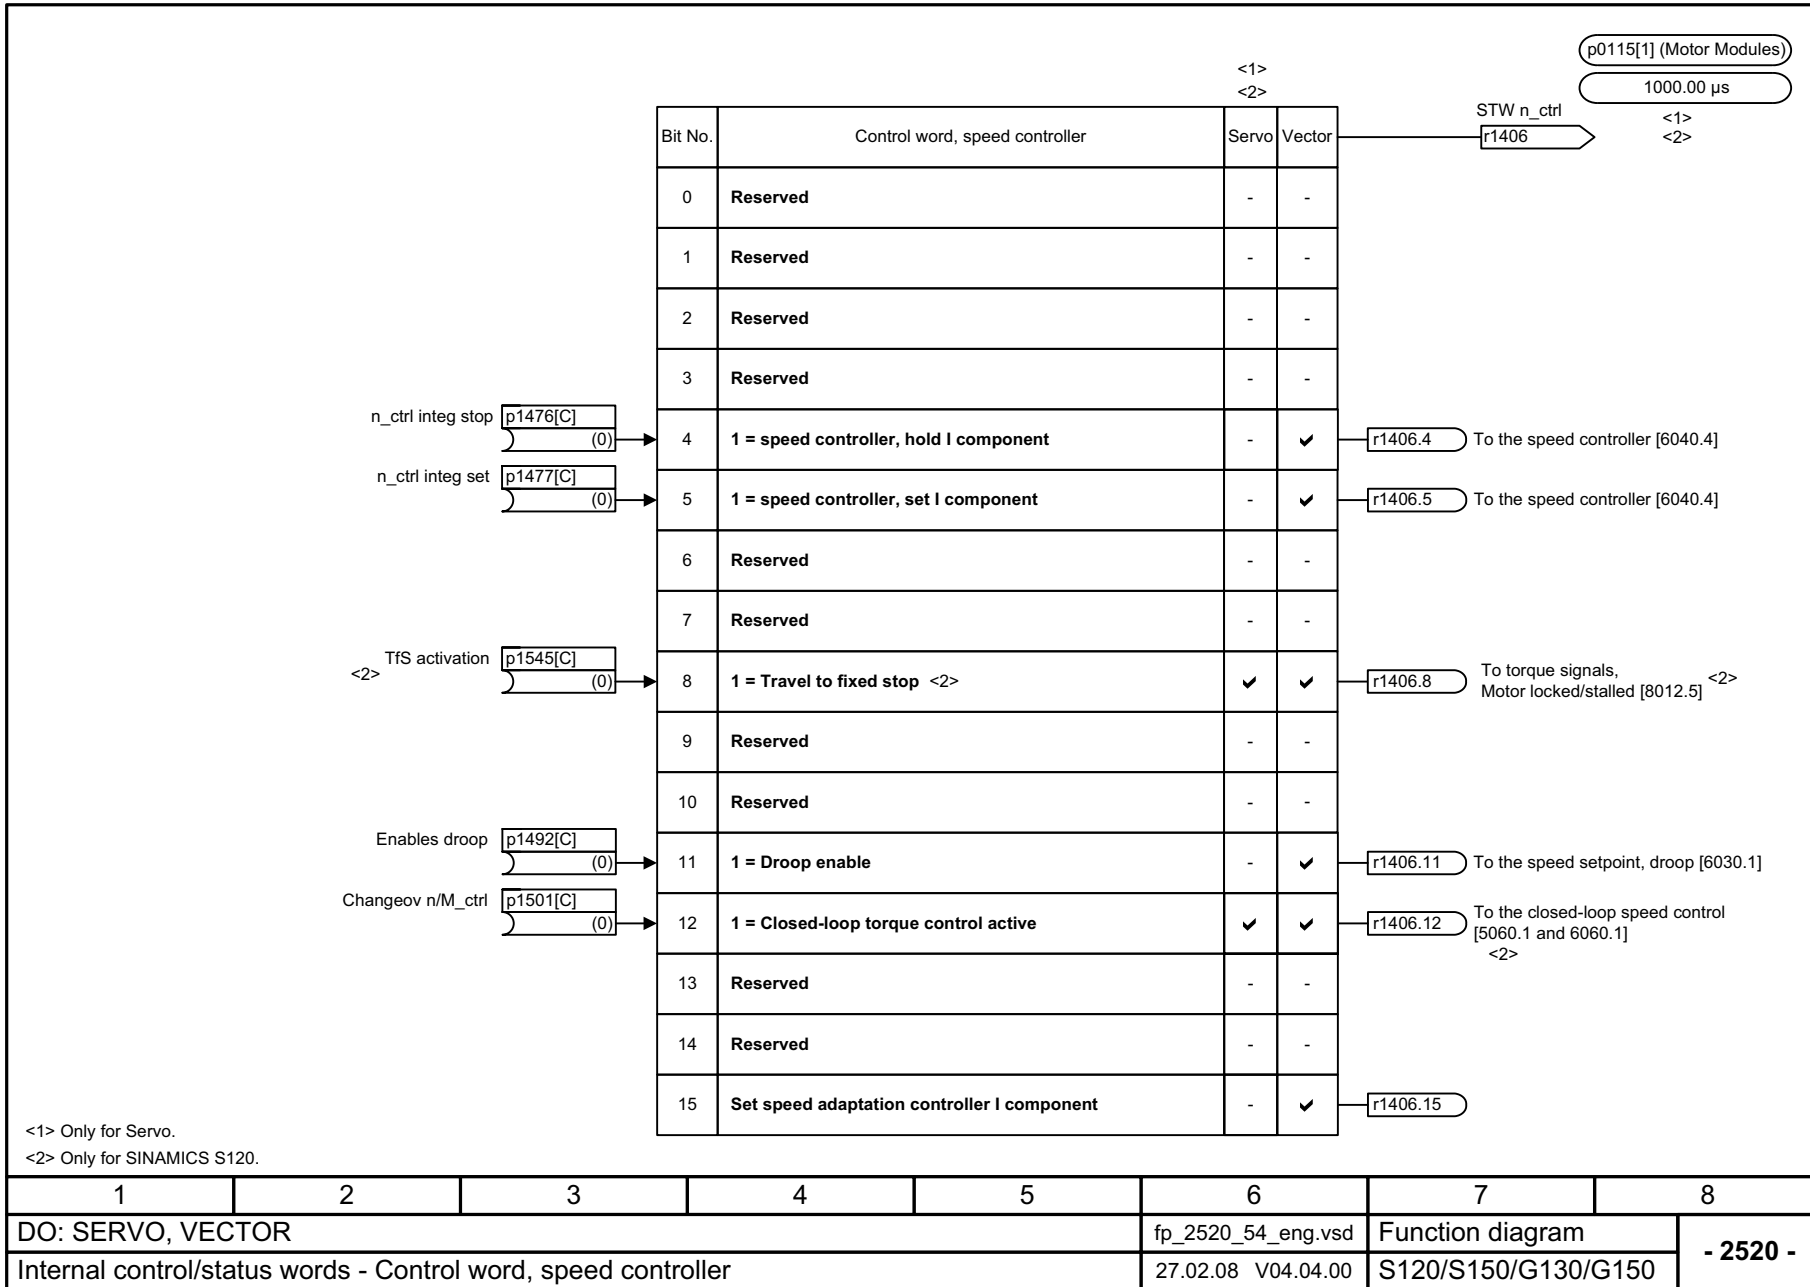 p0115[1] (Motor Modules)
1000.00 µs
<1>
<2>
<1>
<2>
STW n_ctrl
r1406
Bit No. Control word, speed controller Servo Vector
0 Reserved - -
1 Reserved - -
2 Reserved - -
3 Reserved - -
n_ctrl integ stop p1476[C]
(0) 4 1 = speed controller, hold I component - ✔ r1406.4 To the speed controller [6040.4]
n_ctrl integ set p1477[C]
(0) 5 1 = speed controller, set I component - ✔ r1406.5 To the speed controller [6040.4]
6 Reserved - -
7 Reserved - -
TfS activation p1545[C]
<2> (0) 8 1 = Travel to fixed stop <2> ✔ ✔ r1406.8 To torque signals,
Motor locked/stalled [8012.5] <2>
9 Reserved - -
10 Reserved - -
Enables droop p1492[C]
(0) 11 1 = Droop enable - ✔ r1406.11 To the speed setpoint, droop [6030.1]
Changeov n/M_ctrl p1501[C]
(0) 12 1 = Closed-loop torque control active ✔ ✔ r1406.12 To the closed-loop speed control
[5060.1 and 6060.1]
<2>
13 Reserved - -
14 Reserved - -
15 Set speed adaptation controller I component - ✔ r1406.15
<1> Only for Servo.
<2> Only for SINAMICS S120.
1 2 3 4 5 6 7 8
DO: SERVO, VECTOR fp_2520_54_eng.vsd Function diagram
- 2520 -
Internal control/status words - Control word, speed controller 27.02.08 V04.04.00 S120/S150/G130/G150